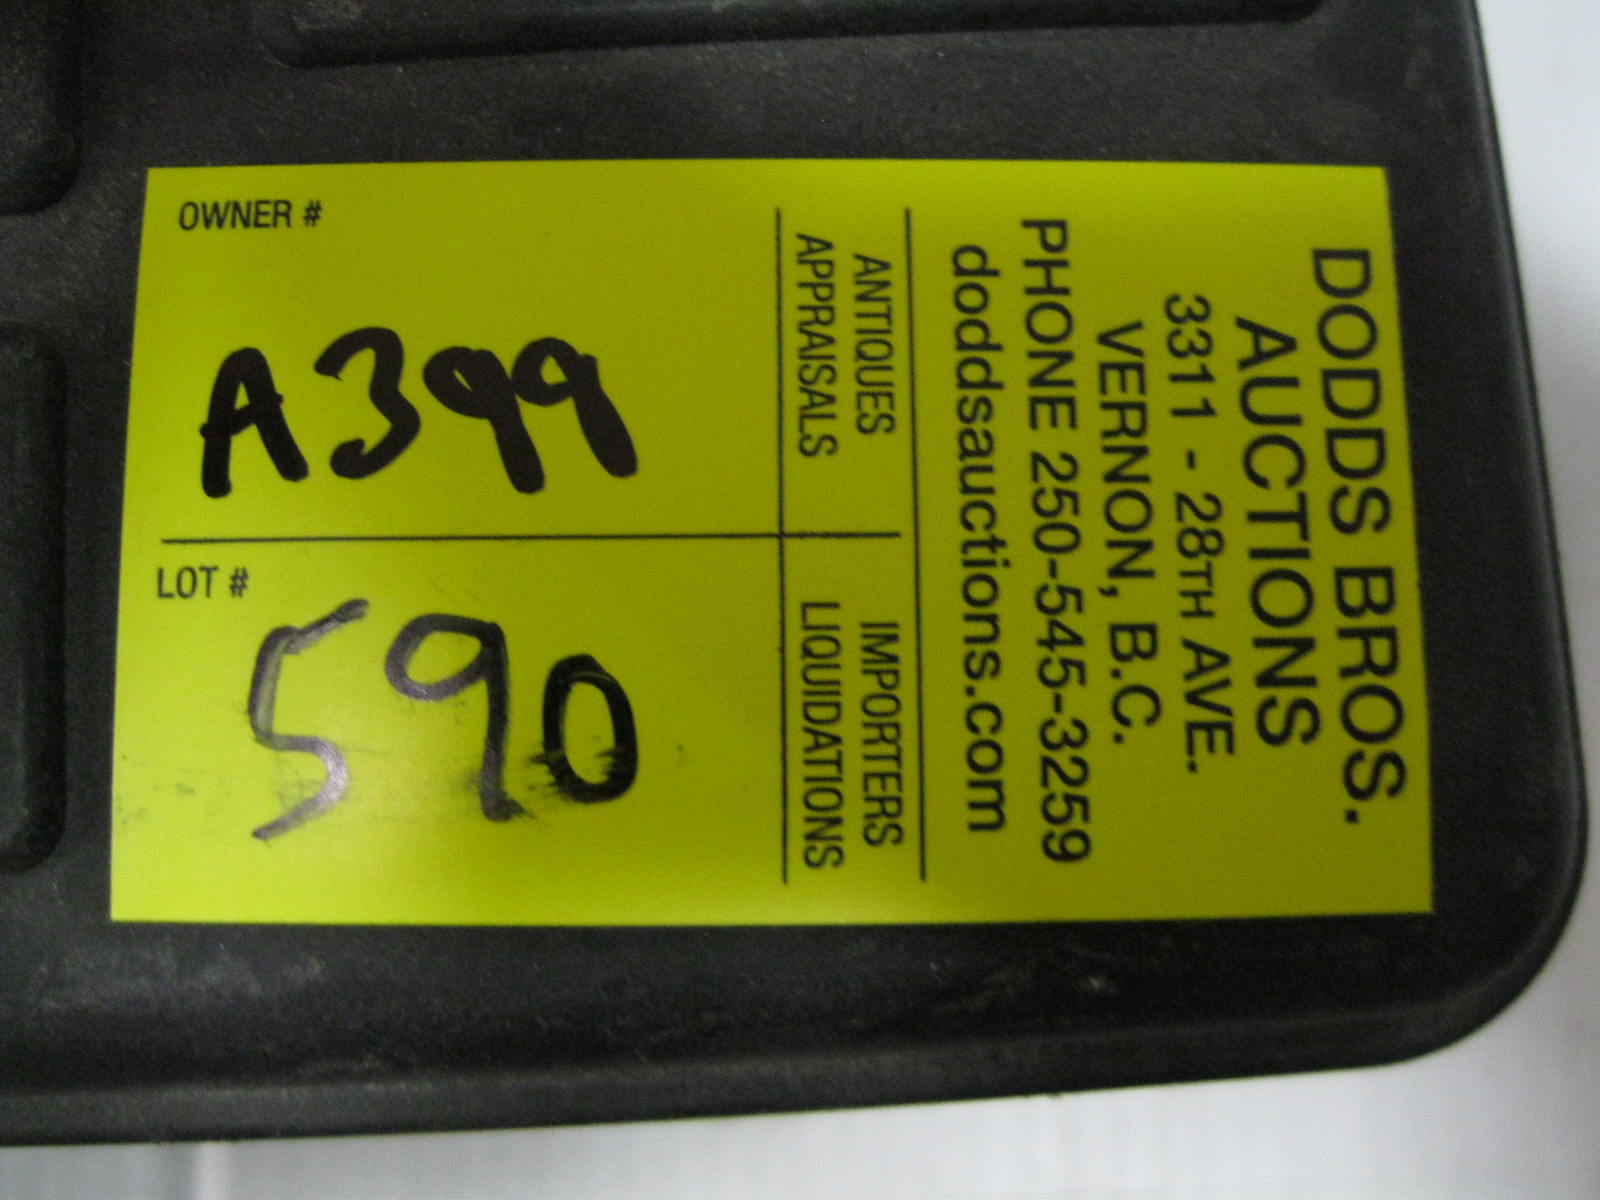 DODDS BROS.
AUCTIONS
3311 - 28TH AVE.
VERNON, B.C.
PHONE 250-545-3259
doddsauctions.com
ANTIQUES
APPRAISALS
IMPORTERS
LIQUIDATIONS
OWNER #
A399
LOT #
590